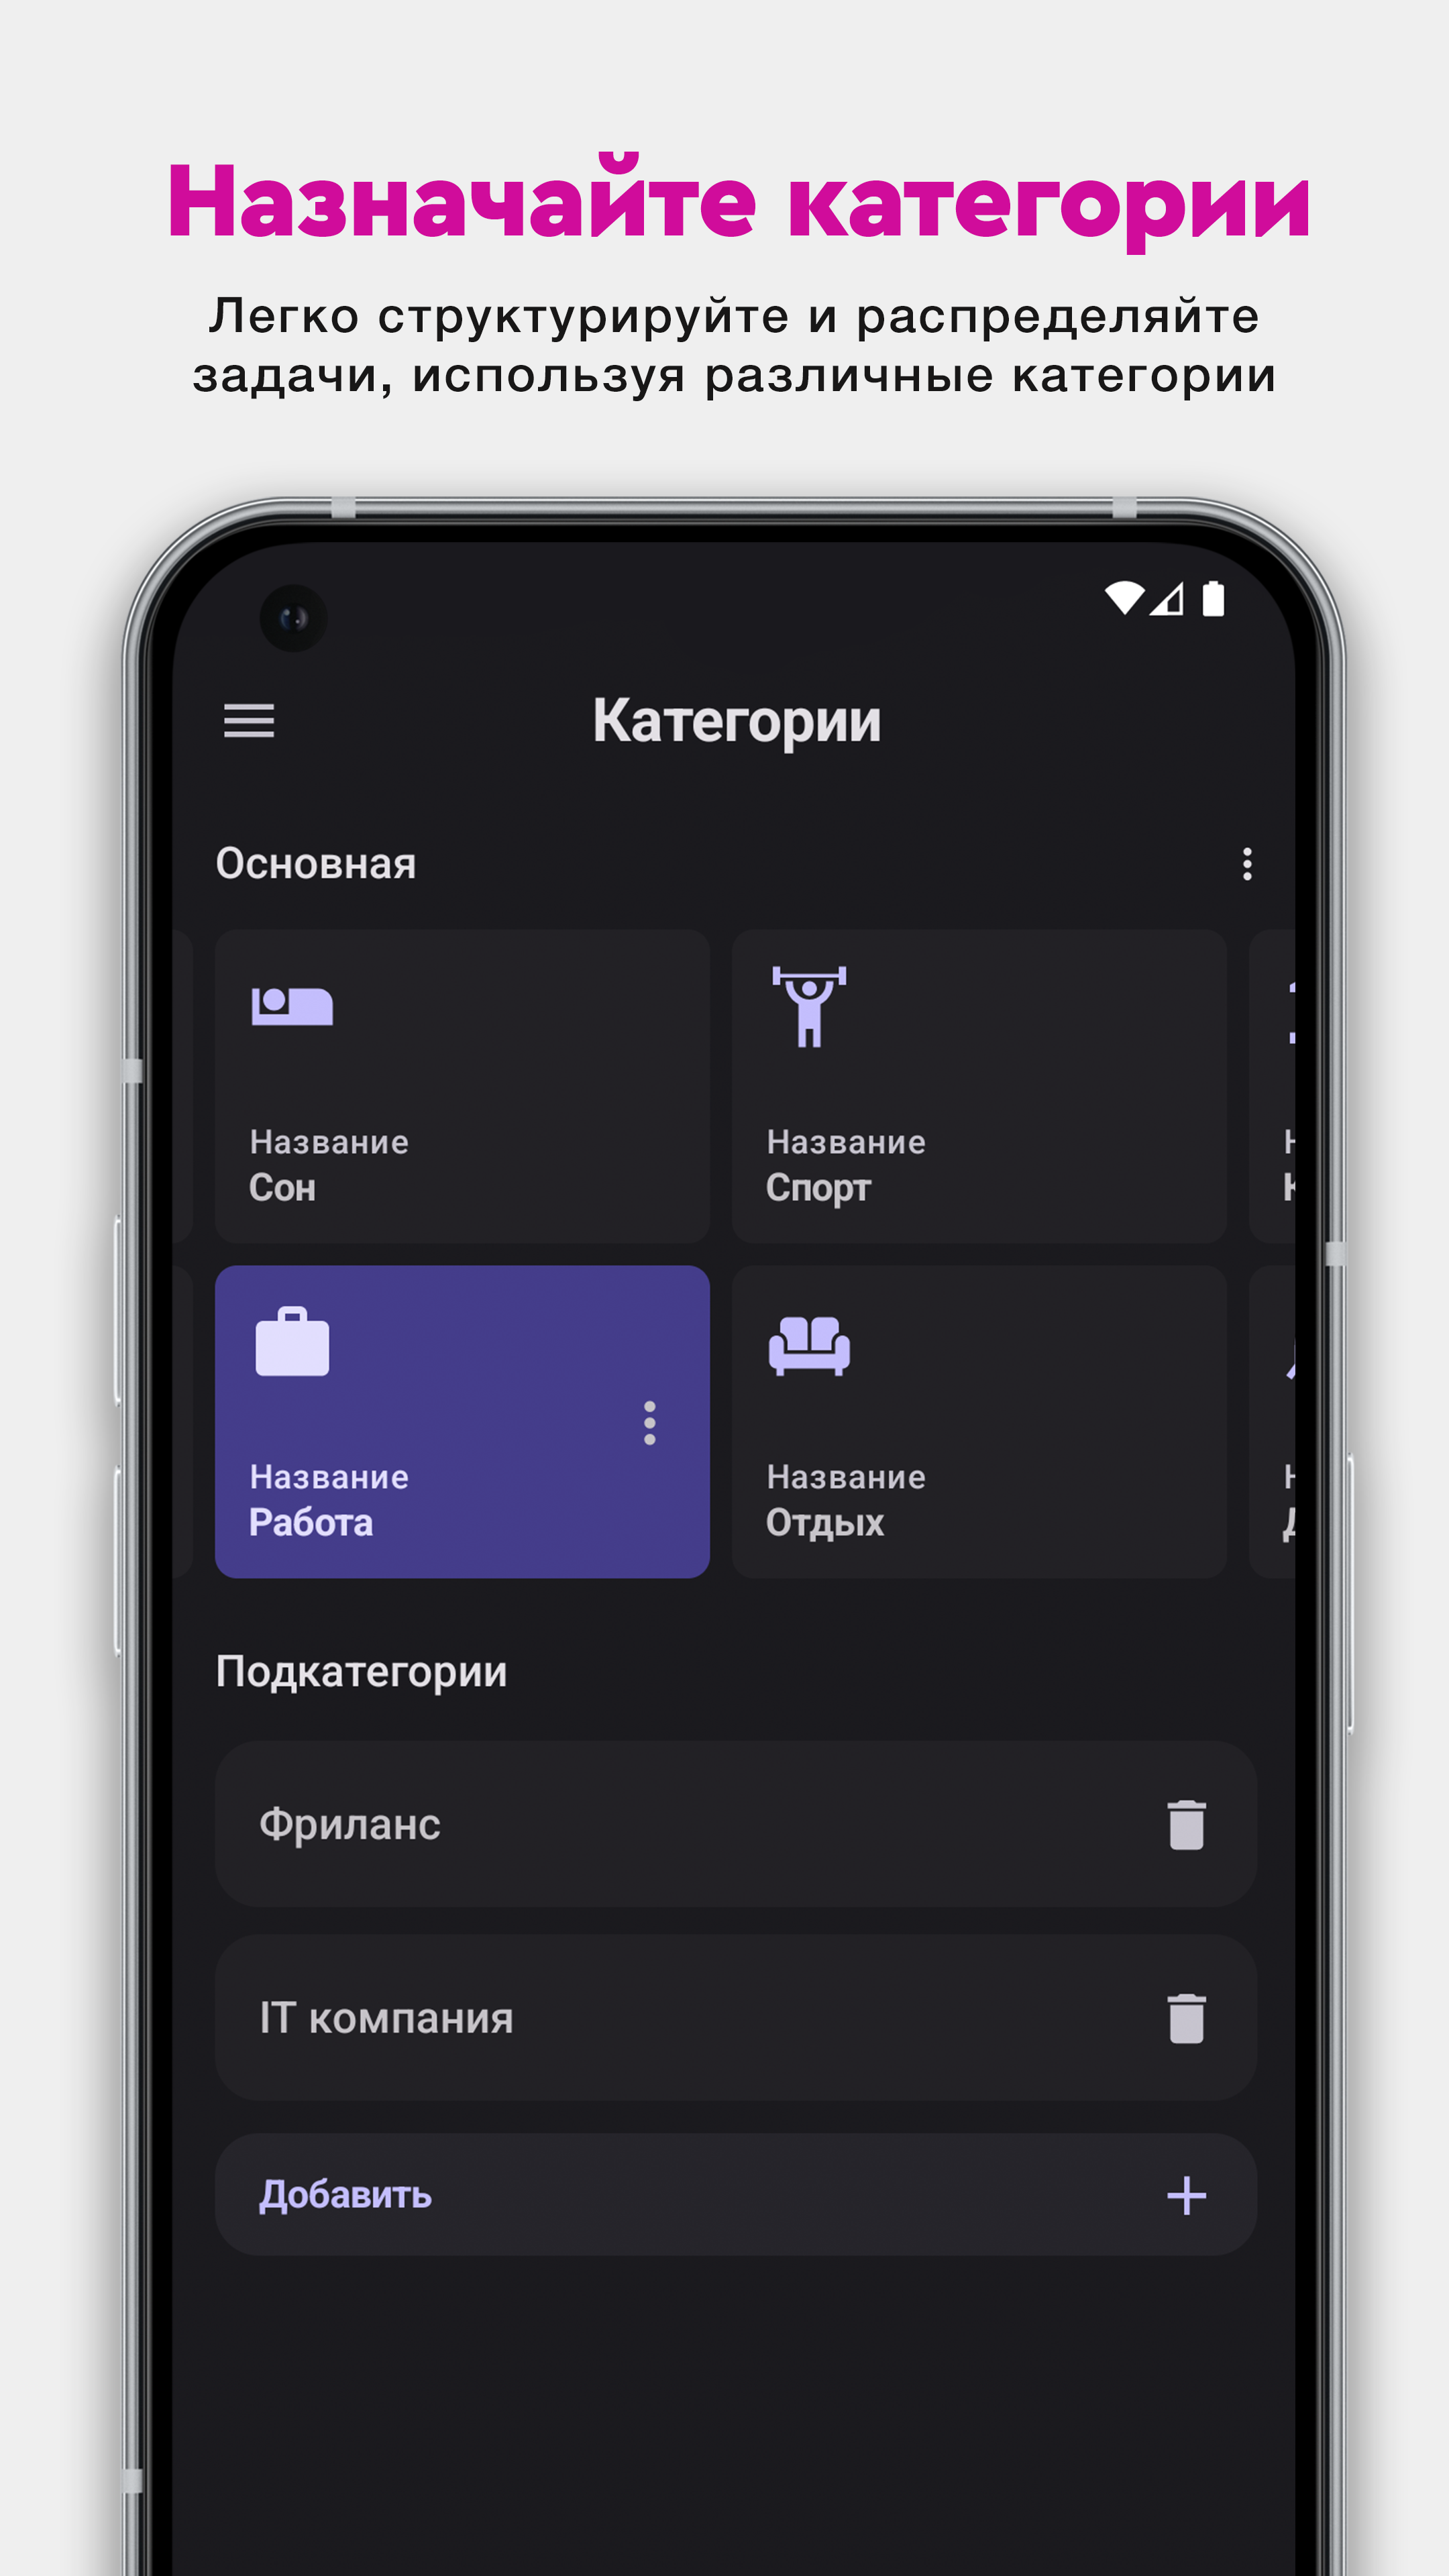 Назначайте категории
Легко структурируйте и распределяйте
задачи, используя различные категории
Категории
Основная
Название
Сон
Название
Спорт
Название
Работа
Название
Отдых
Подкатегории
Фриланс
IT компания
Добавить